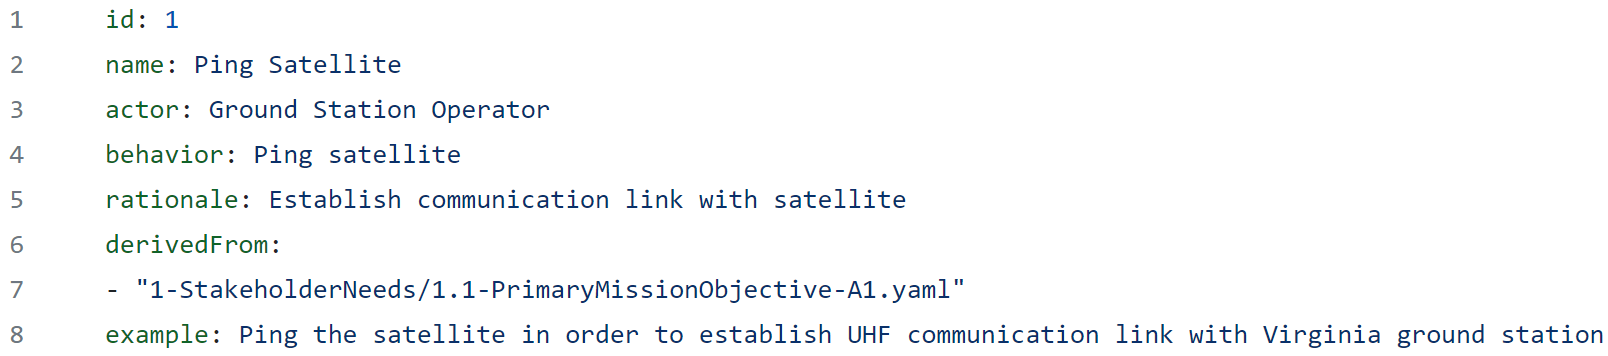 1 id: 1
2 name: Ping Satellite
3 actor: Ground Station Operator
4 behavior: Ping satellite
5 rationale: Establish communication link with satellite
6 derivedFrom:
7 - "1-StakeholderNeeds/1.1-PrimaryMissionObjective-A1.yaml"
8 example: Ping the satellite in order to establish UHF communication link with Virginia ground station